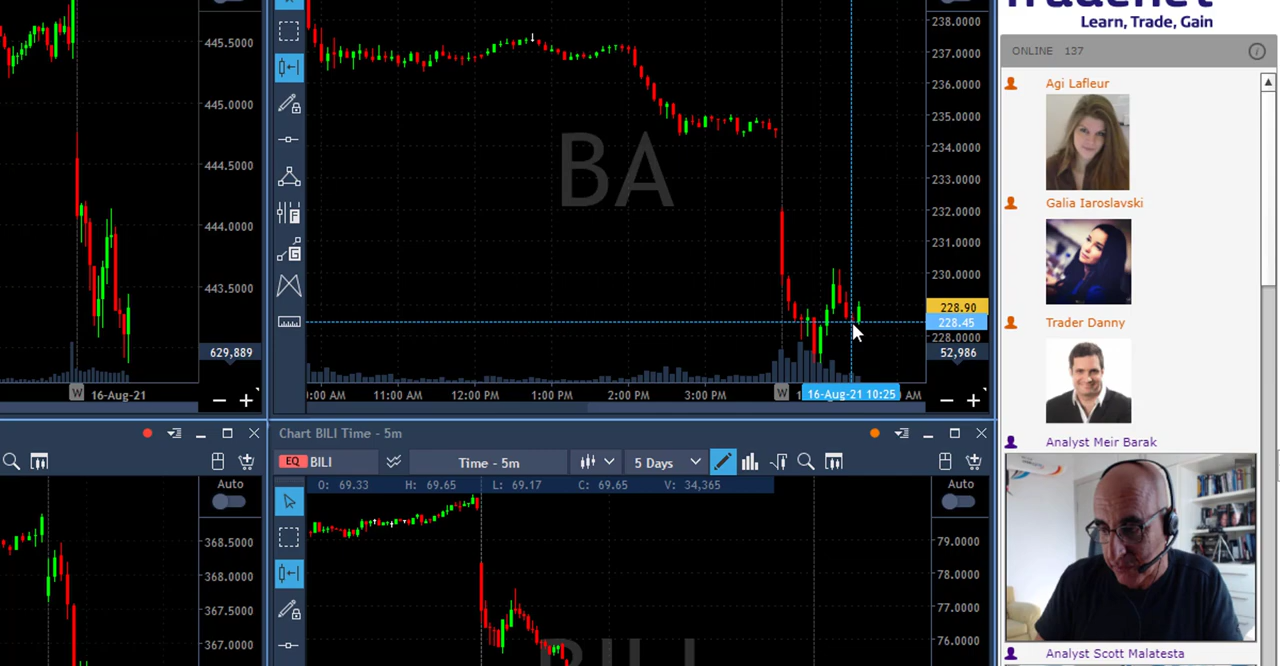 Learn, Trade, Gain
ONLINE 137
Agi Lafleur
Galia Iaroslavski
Trader Danny
Analyst Meir Barak
Analyst Scott Malatesta
445.5000
445.0000
444.5000
444.0000
443.5000
629,889
W 16-Aug-21
BA
238.0000
237.0000
236.0000
235.0000
234.0000
233.0000
232.0000
231.0000
230.0000
228.90
228.45
228.0000
52,986
:00 AM 11:00 AM 12:00 PM 1:00 PM 2:00 PM 3:00 PM W 1 16-Aug-21 10:25 AM
Auto
368.5000
368.0000
367.5000
367.0000
Chart BILI Time - 5m
EQ BILI Time - 5m 5 Days
O: 69.33 H: 69.65 L: 69.17 C: 69.65 V: 34,365
Auto
79.0000
78.0000
77.0000
76.0000
BILI
F
G